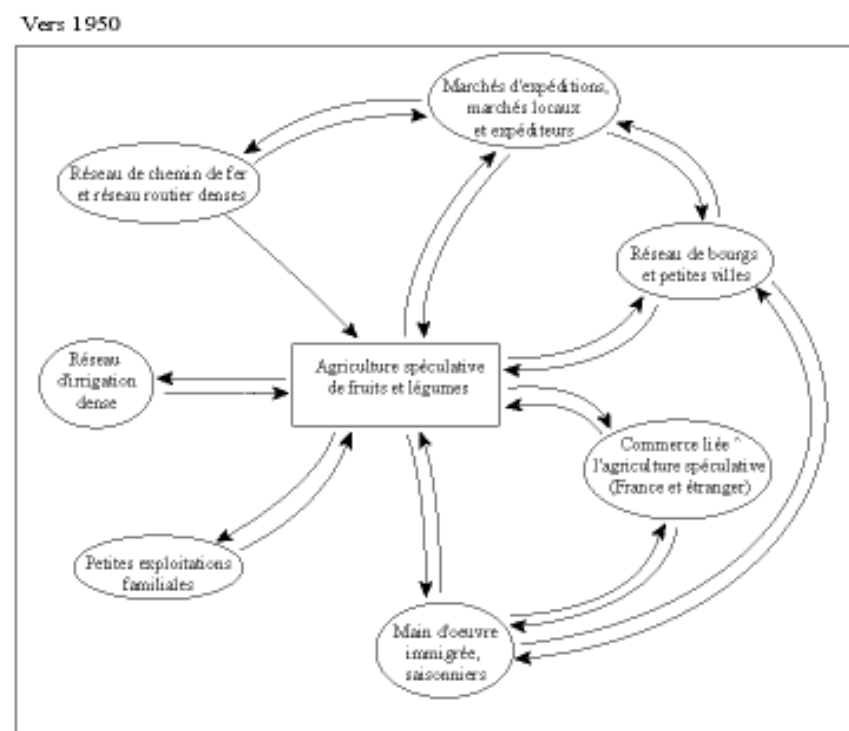 Vers 1950
Marchés d'expéditions,
marchés locaux
et expéditeurs
Réseau de chemin de fer
et réseau routier denses
Réseau de bourgs
et petites villes
Réseau
d'irrigation
dense
Agriculture spéculative
de fruits et légumes
Commerce liée ^
l'agriculture spéculative
(France et étranger)
Petites exploitations
familiales
Main d'oeuvre
immigrée,
saisonniers